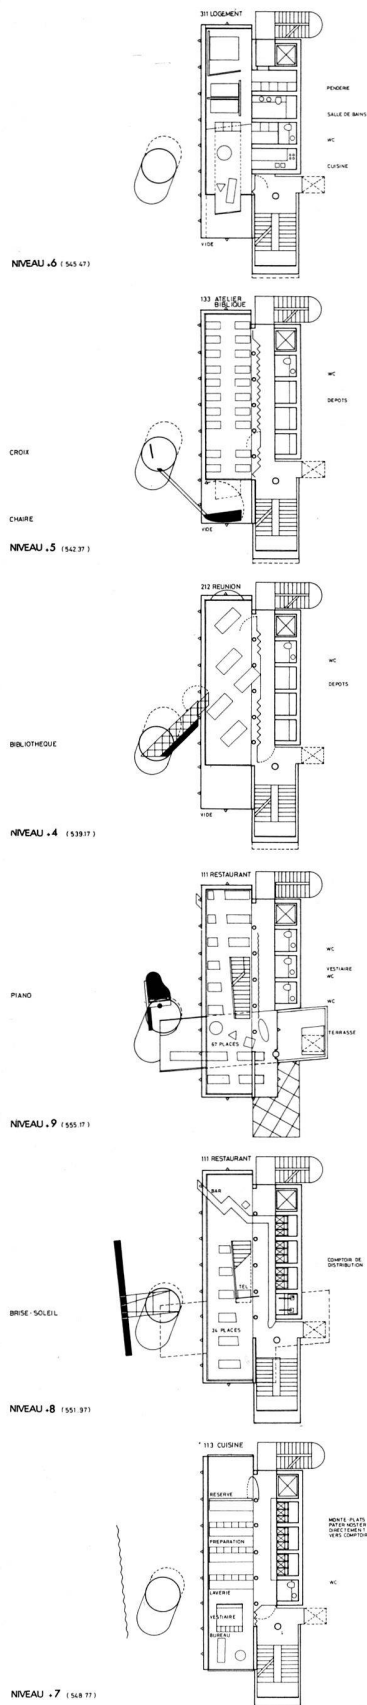 311 LOGEMENT
PENDERIE
SALLE DE BAINS
WC
CUISINE
VIDE
NIVEAU +6 (545.47)
133 ATELIER
BIBLIQUE
WC
DEPOTS
CROIX
CHAIRE
VIDE
NIVEAU +5 (542.37)
212 REUNION
WC
DEPOTS
BIBLIOTHEQUE
VIDE
NIVEAU +4 (539.17)
111 RESTAURANT
WC
VESTIAIRE
WC
PIANO
WC
TERRASSE
67 PLACES
NIVEAU +9 (555.17)
111 RESTAURANT
BAR
COMPTOIR DE
DISTRIBUTION
TEL
BRISE-SOLEIL
34 PLACES
NIVEAU +8 (551.97)
113 CUISINE
RESERVE
MONTE-PLATS
PATER NOSTER
DIRECTEMENT
VERS COMPTOIR
PREPARATION
LAVERIE
WC
VESTIAIRE
BUREAU
NIVEAU +7 (548.77)